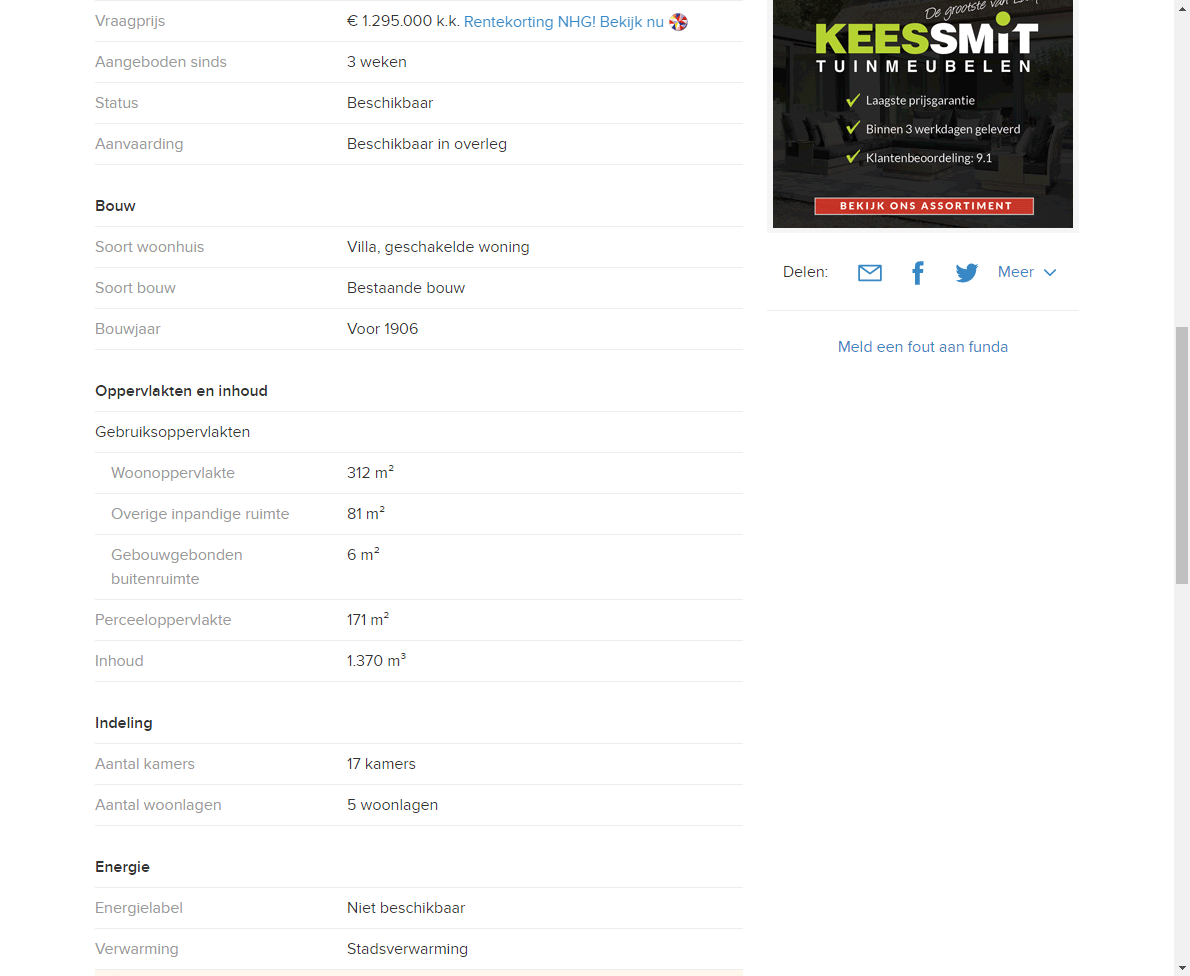 Vraagprijs € 1.295.000 k.k. Rentekorting NHG! Bekijk nu
Aangeboden sinds 3 weken
Status Beschikbaar
Aanvaarding Beschikbaar in overleg
Bouw
Soort woonhuis Villa, geschakelde woning
Soort bouw Bestaande bouw
Bouwjaar Voor 1906
Oppervlakten en inhoud
Gebruiksoppervlakten
Woonoppervlakte 312 m²
Overige inpandige ruimte 81 m²
Gebouwgebonden 6 m²
buitenruimte
Perceeloppervlakte 171 m²
Inhoud 1.370 m³
Indeling
Aantal kamers 17 kamers
Aantal woonlagen 5 woonlagen
Energie
Energielabel Niet beschikbaar
Verwarming Stadsverwarming
De grootste van
KEESSMiT
TUINMEUBELEN
Laagste prijsgarantie
Binnen 3 werkdagen geleverd
Klantenbeoordeling: 9.1
BEKIJK ONS ASSORTIMENT
Delen: Meer
Meld een fout aan funda